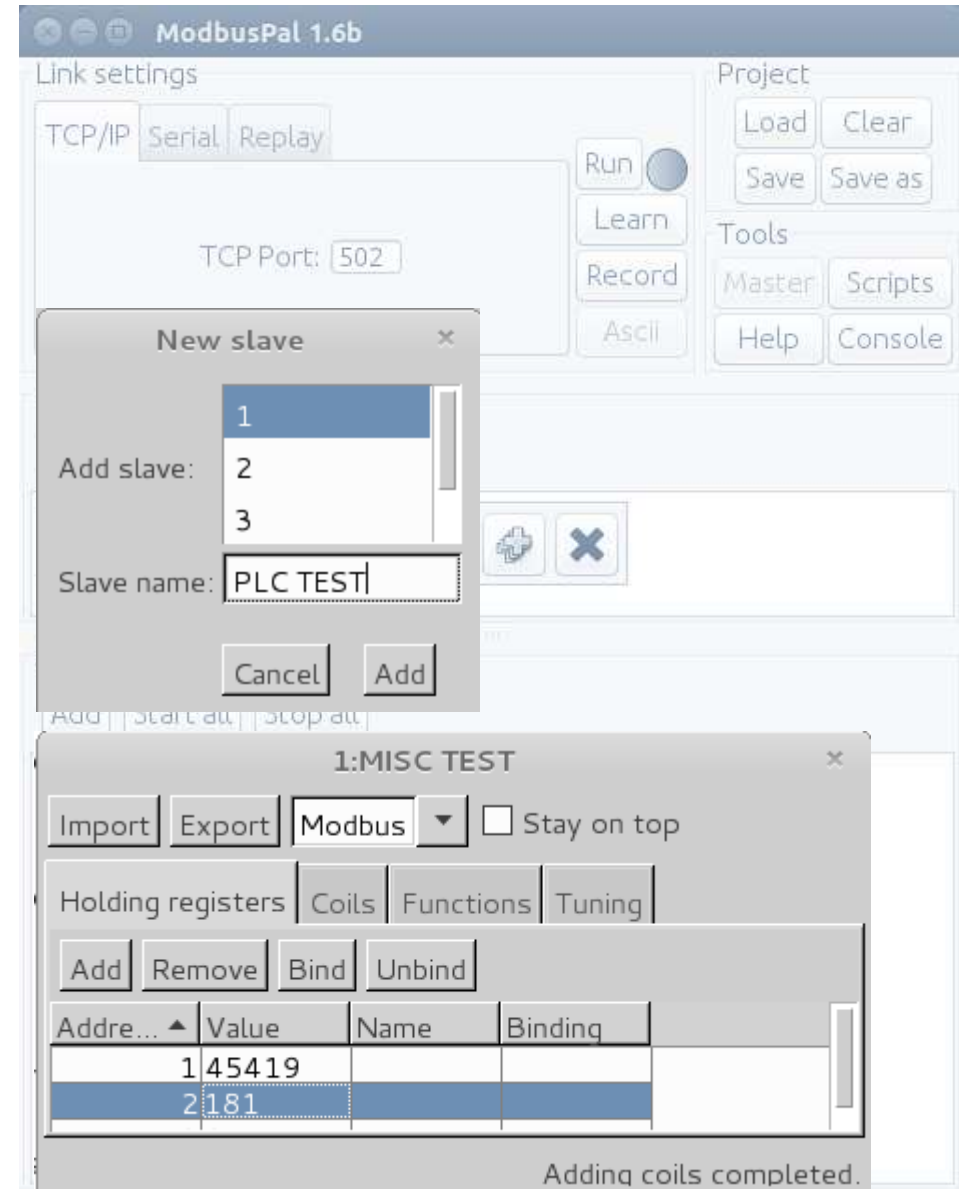 ModbusPal 1.6b
Link settings
Project
TCP/IP Serial Replay
Load Clear
Run
Save Save as
Learn
Tools
TCP Port: 502
Record
Master Scripts
Ascii
Help Console
New slave
1
Add slave: 2
3
Slave name: PLC TEST
Cancel Add
Add Start all Stop all
1:MISC TEST
Import Export Modbus Stay on top
Holding registers Coils Functions Tuning
Add Remove Bind Unbind
Addre... Value Name Binding
1 45419
2 181
Adding coils completed.